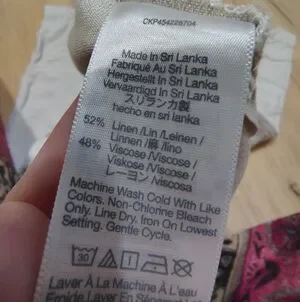 CKP454228704
Made In Sri Lanka
Fabriqué Au Sri Lanka
Hergestellt In Sri Lanka
Vervaardigd In Sri Lanka
スリランカ製
hecho en sri lanka
52% Linen /Lin /Leinen /
Linnen /麻 /lino
48% Viscose /Viscose /
Viskose /Viscose /
レーヨン /viscosa
Machine Wash Cold With Like
Colors. Non-Chlorine Bleach
Only. Line Dry. Iron On Lowest
Setting. Gentle Cycle.
30
Laver À La Machine À L'eau